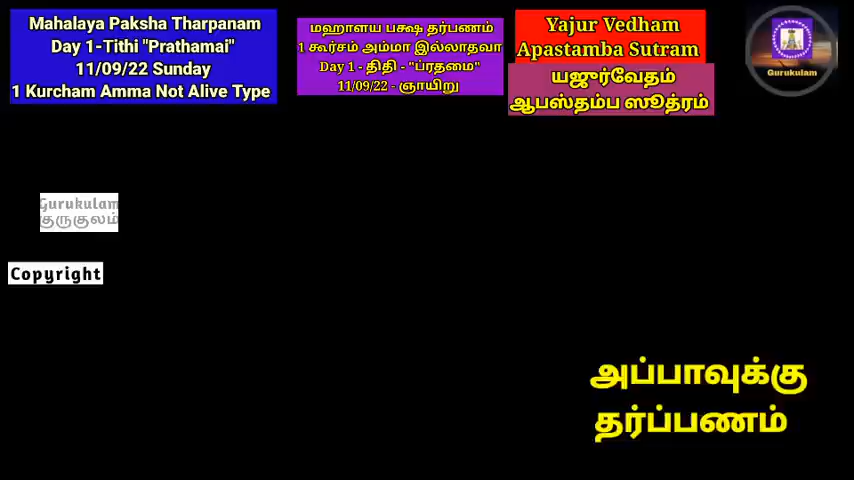 Mahalaya Paksha Tharpanam
Day 1-Tithi "Prathamai"
11/09/22 Sunday
1 Kurcham Amma Not Alive Type
மஹாளய பக்ஷ தர்பணம்
1 கூர்சம் அம்மா இல்லாதவா
Day 1 - திதி - "ப்ரதமை"
11/09/22 - ஞாயிறு
Yajur Vedham
Apastamba Sutram
யஜுர்வேதம்
ஆபஸ்தம்ப ஸூத்ரம்
Gurukulam
Gurukulam
குருகுலம்
Copyright
அப்பாவுக்கு
தர்ப்பணம்